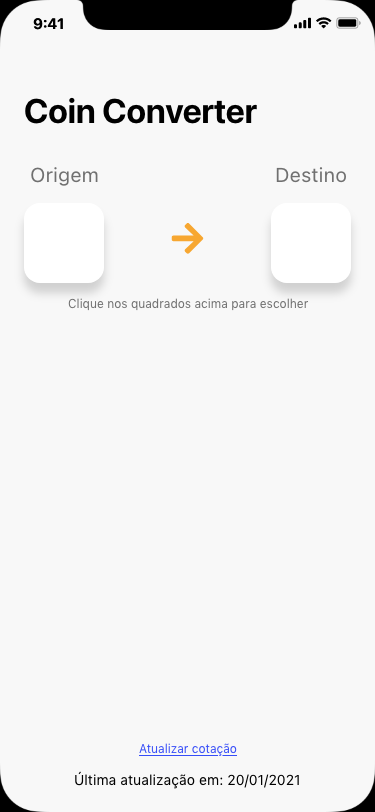 9:41
Coin Converter
Origem
Destino
Clique nos quadrados acima para escolher
Atualizar cotação
Última atualização em: 20/01/2021